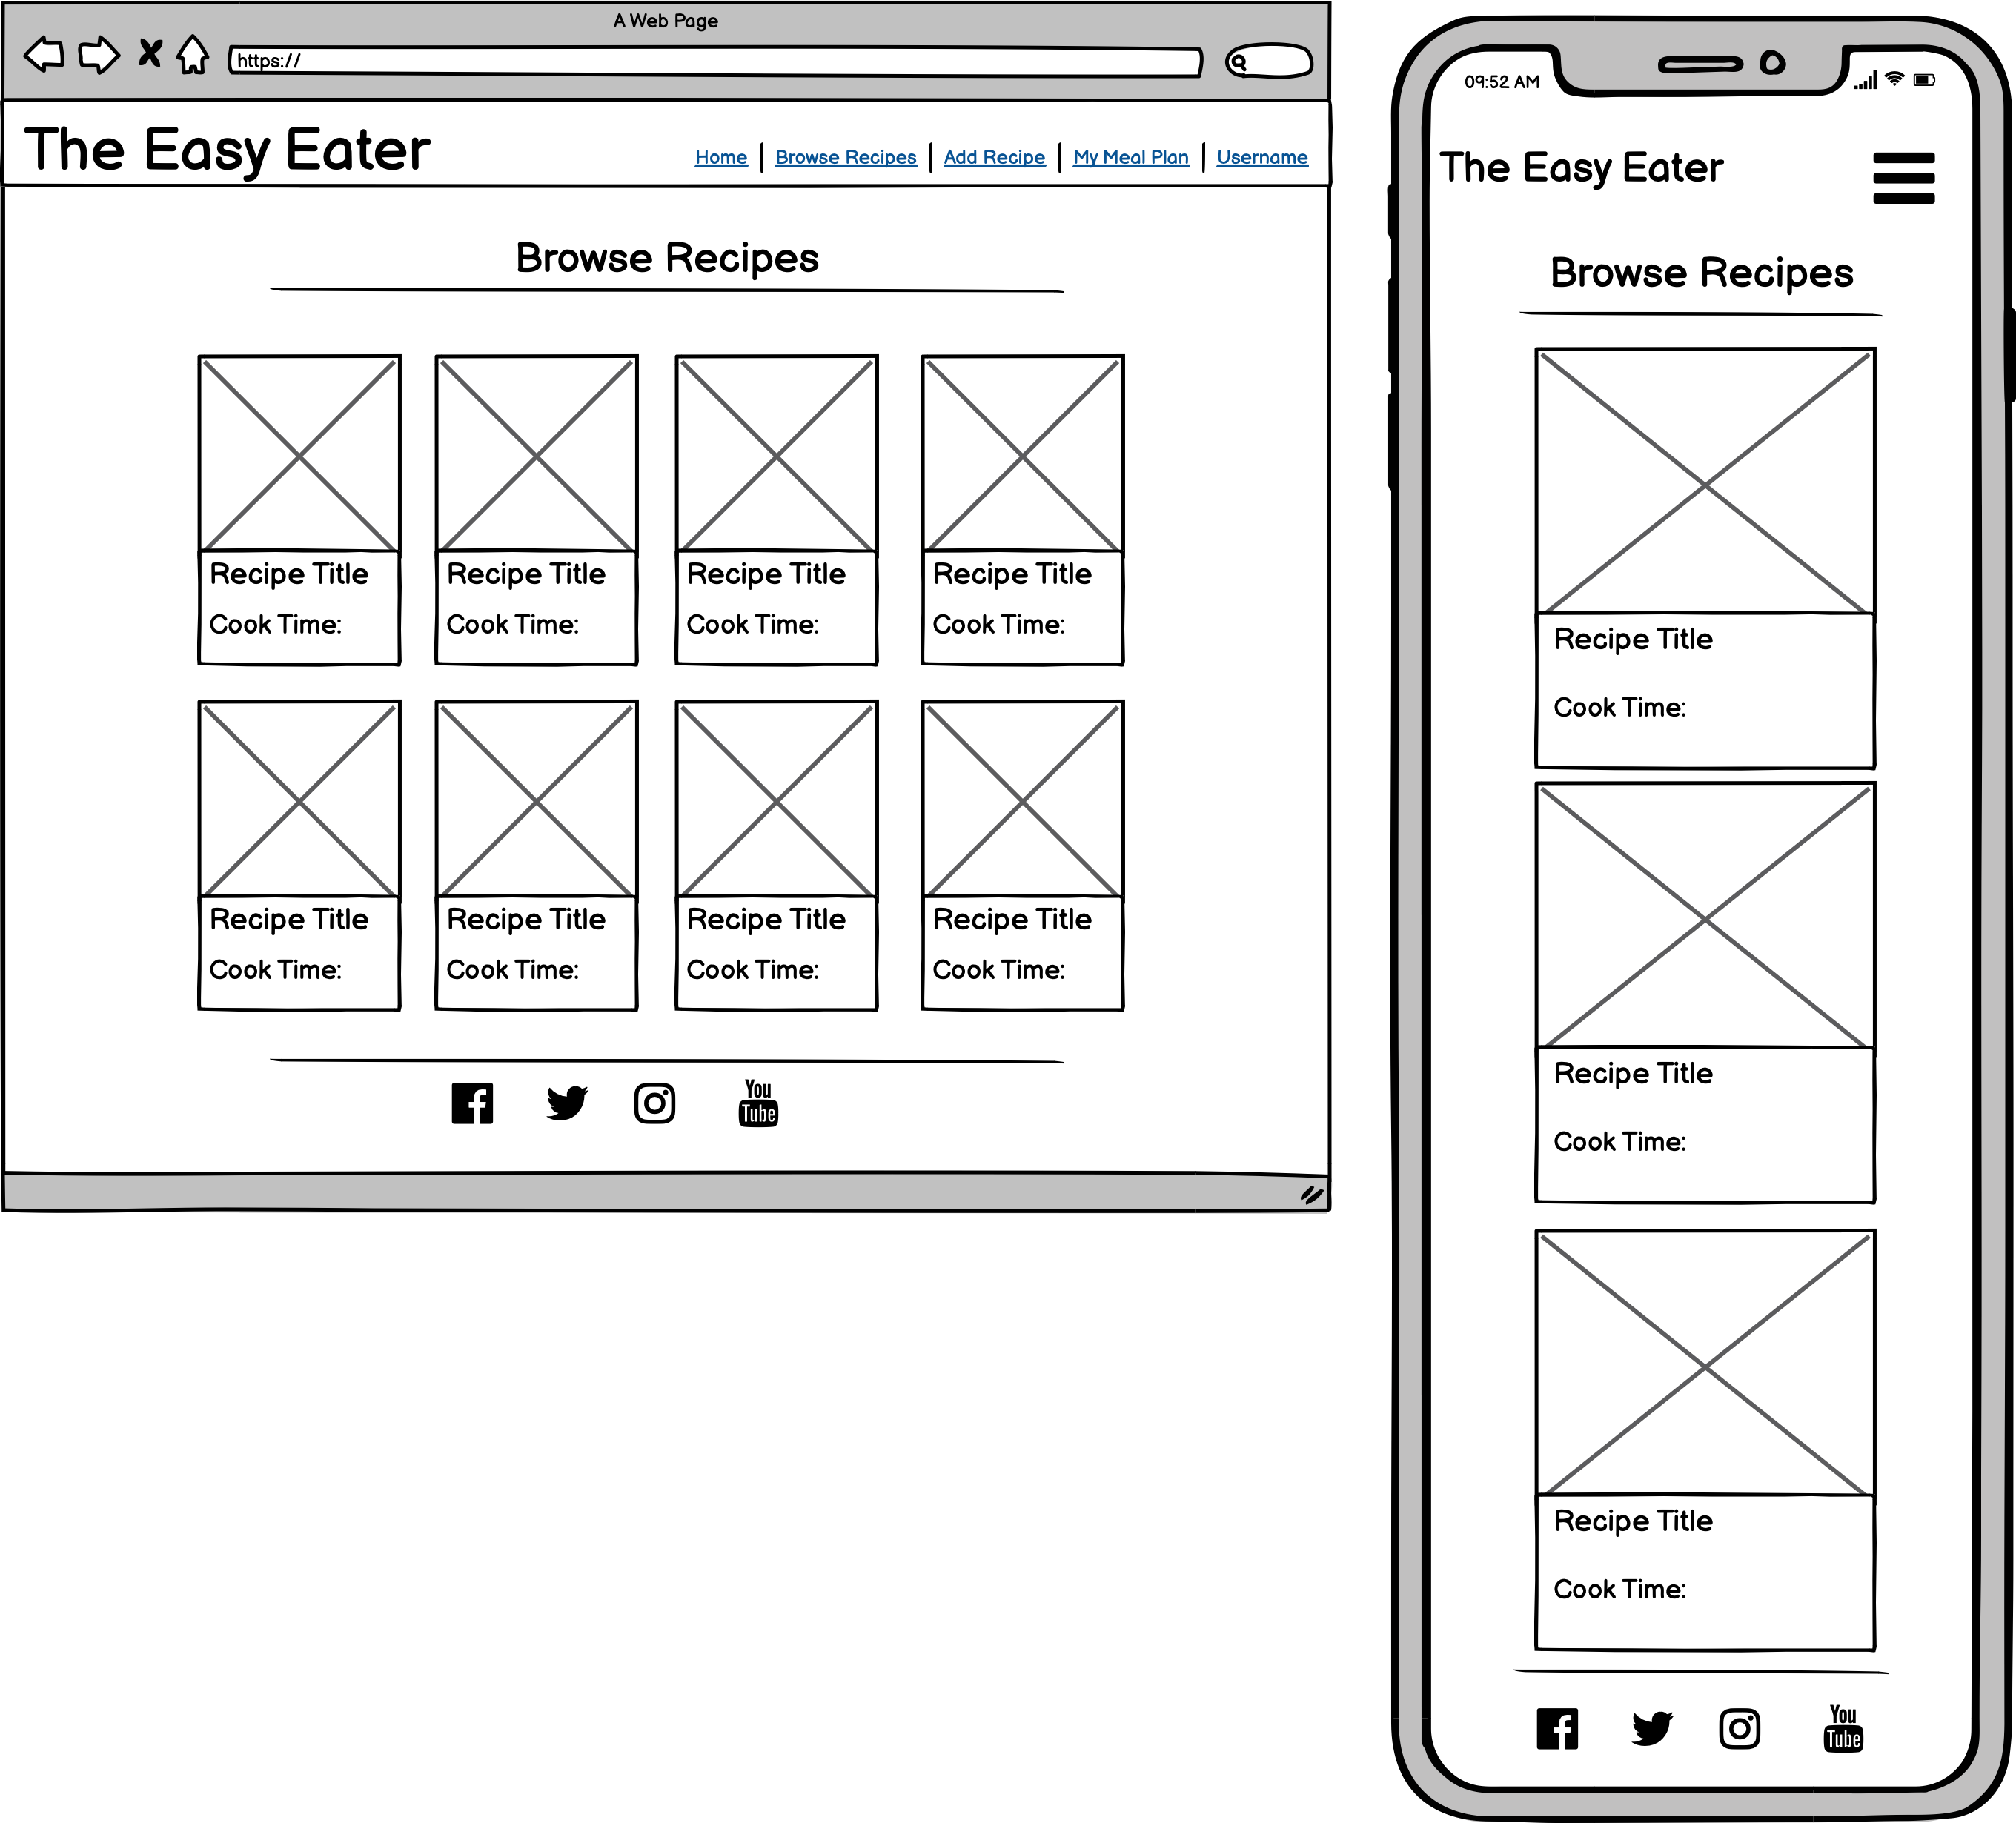 A Web Page
https://
The Easy Eater
Home | Browse Recipes | Add Recipe | My Meal Plan | Username
Browse Recipes
Recipe Title Recipe Title Recipe Title Recipe Title
Cook Time: Cook Time: Cook Time: Cook Time:
Recipe Title Recipe Title Recipe Title Recipe Title
Cook Time: Cook Time: Cook Time: Cook Time:
You
Tube
09:52 AM
The Easy Eater
Browse Recipes
Recipe Title
Cook Time:
Recipe Title
Cook Time:
Recipe Title
Cook Time:
You
Tube